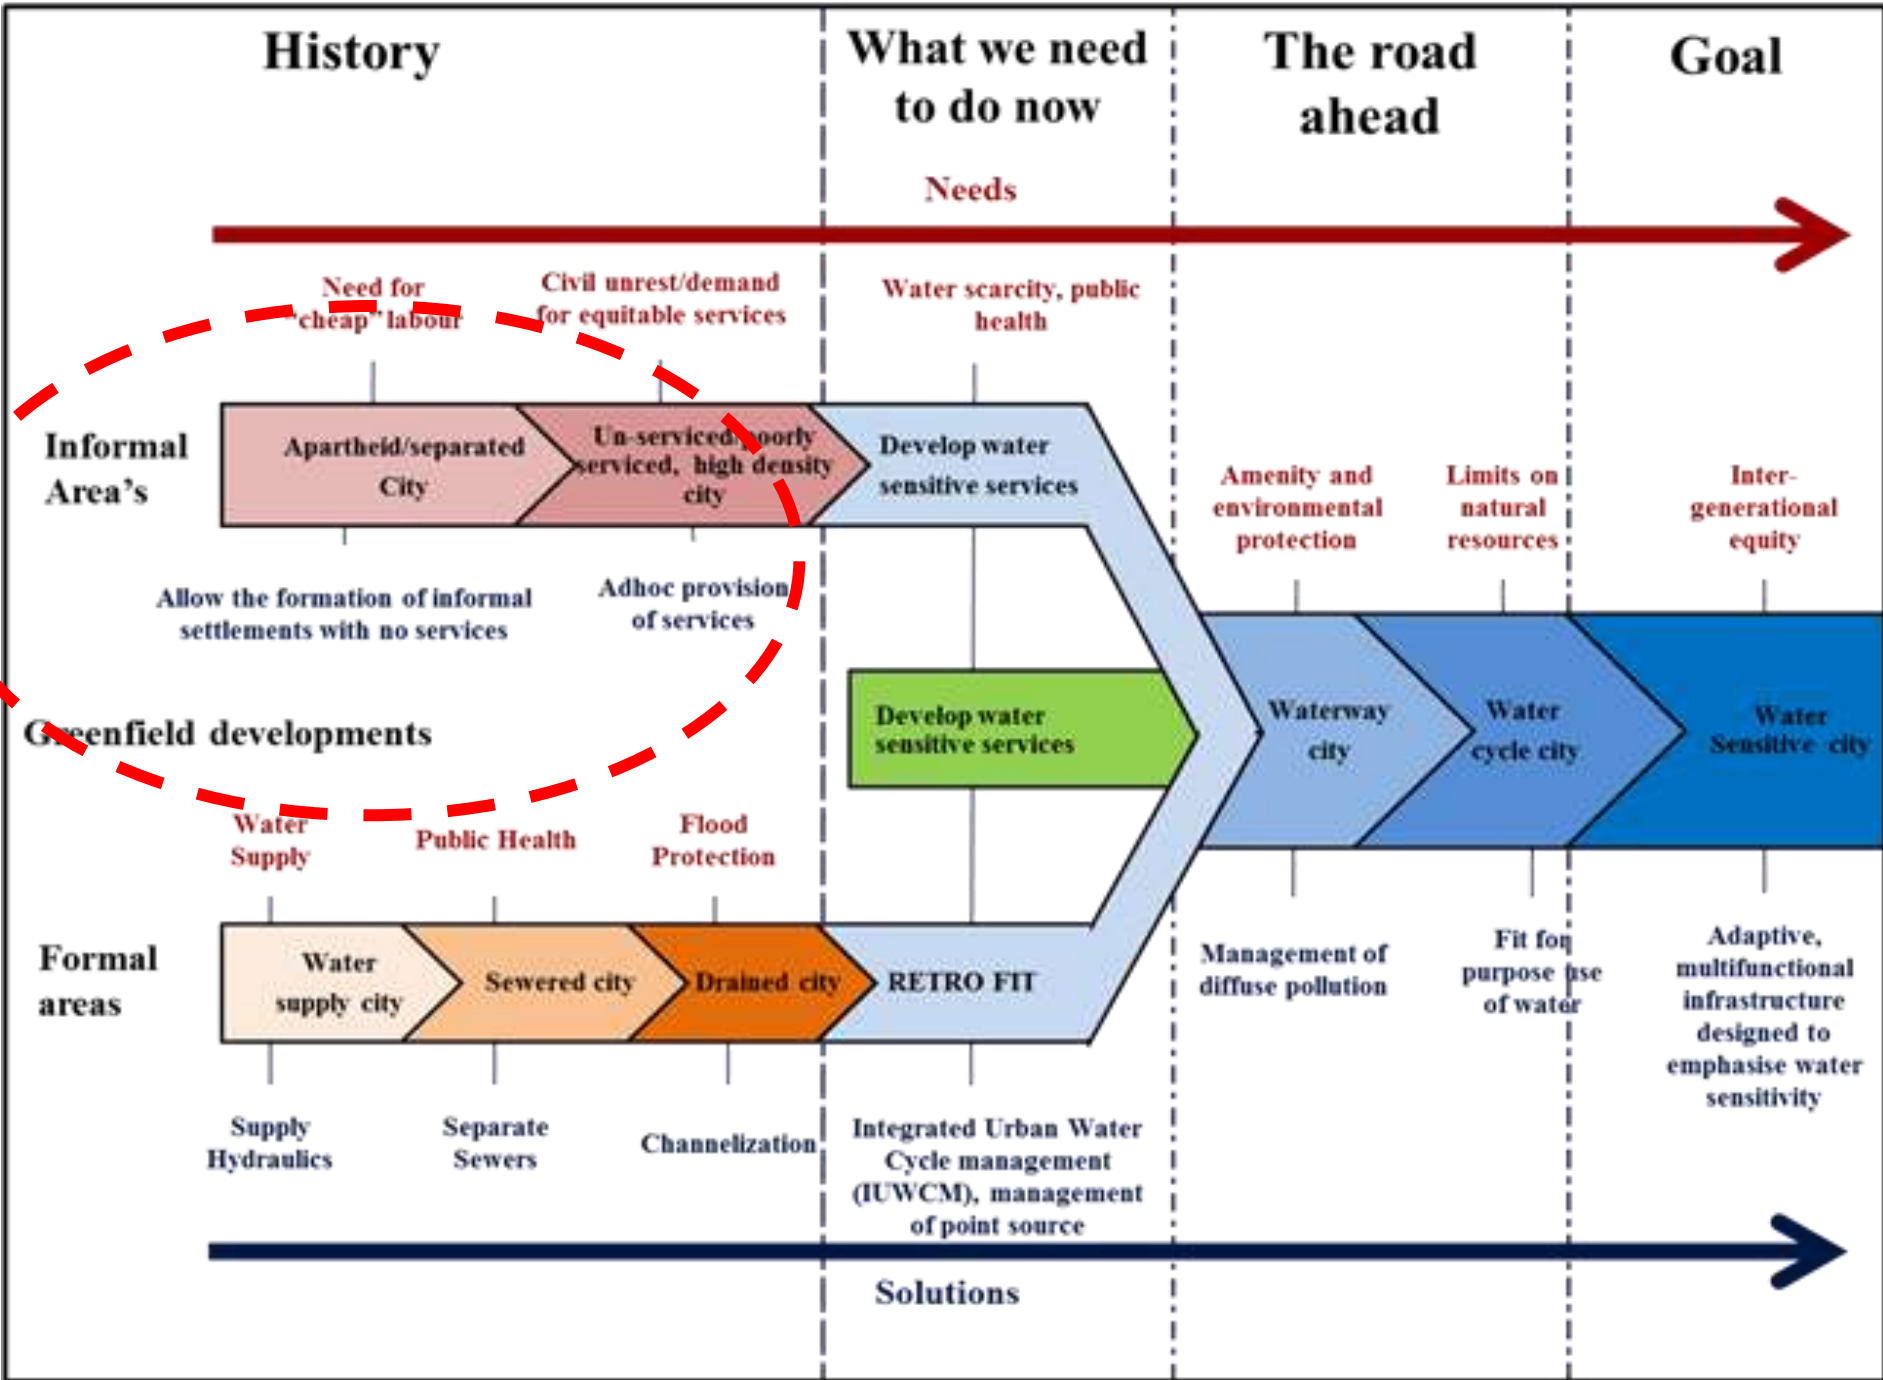 History
What we need
to do now
The road
ahead
Goal
Needs
Need for
"cheap" labour
Civil unrest/demand
for equitable services
Water scarcity, public
health
Informal
Area's
Apartheid/separated
City
Un-serviced/poorly
serviced, high density
city
Develop water
sensitive services
Allow the formation of informal
settlements with no services
Adhoc provision
of services
Amenity and
environmental
protection
Limits on
natural
resources
Inter-
generational
equity
Greenfield developments
Develop water
sensitive services
Waterway
city
Water
cycle city
Water
Sensitive city
Water
Supply
Public Health
Flood
Protection
Formal
areas
Water
supply city
Sewered city
Drained city
RETRO FIT
Management of
diffuse pollution
Fit for
purpose use
of water
Adaptive,
multifunctional
infrastructure
designed to
emphasise water
sensitivity
Supply
Hydraulics
Separate
Sewers
Channelization
Integrated Urban Water
Cycle management
(IUWCM), management
of point source
Solutions